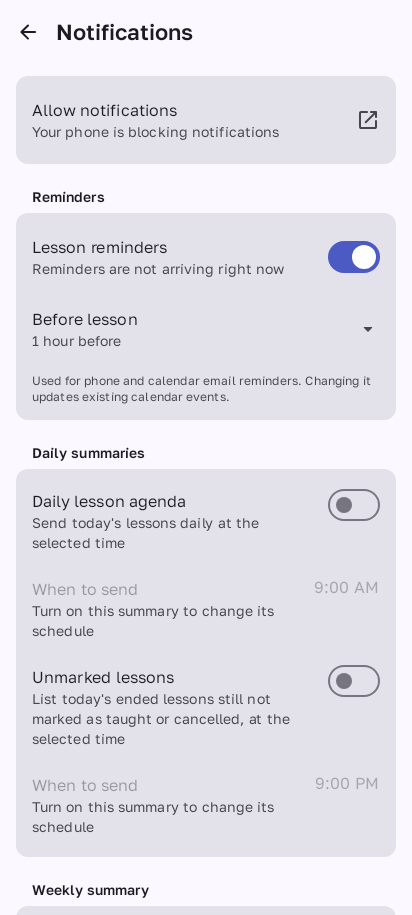 Notifications
Allow notifications
Your phone is blocking notifications
Reminders
Lesson reminders
Reminders are not arriving right now
Before lesson
1 hour before
Used for phone and calendar email reminders. Changing it
updates existing calendar events.
Daily summaries
Daily lesson agenda
Send today's lessons daily at the
selected time
When to send
9:00 AM
Turn on this summary to change its
schedule
Unmarked lessons
List today's ended lessons still not
marked as taught or cancelled, at the
selected time
When to send
9:00 PM
Turn on this summary to change its
schedule
Weekly summary